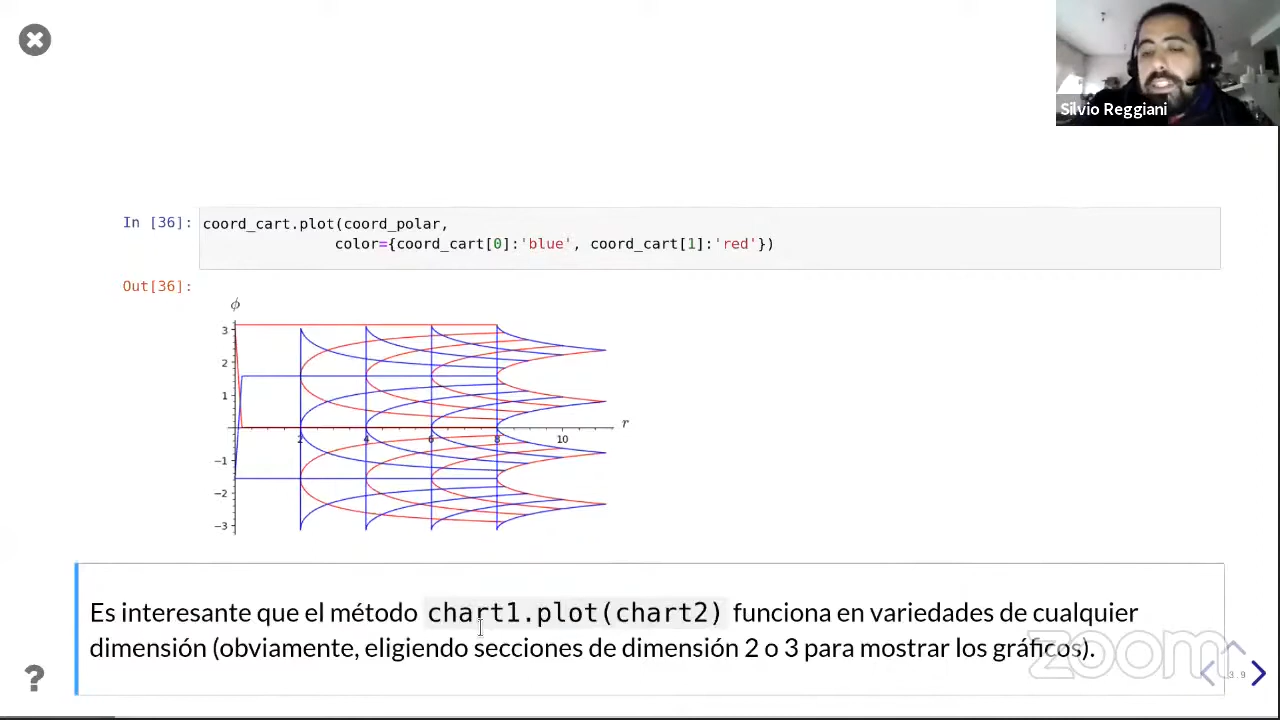 Silvio Reggiani
In [36]: coord_cart.plot(coord_polar,
color={coord_cart[0]:'blue', coord_cart[1]:'red'})
Out[36]:
ϕ
3
2
1
−1
−2
−3
2 4 6 8 10 r
Es interesante que el método chart1.plot(chart2) funciona en variedades de cualquier
dimensión (obviamente, eligiendo secciones de dimensión 2 o 3 para mostrar los gráficos).
zoom
3.9
?